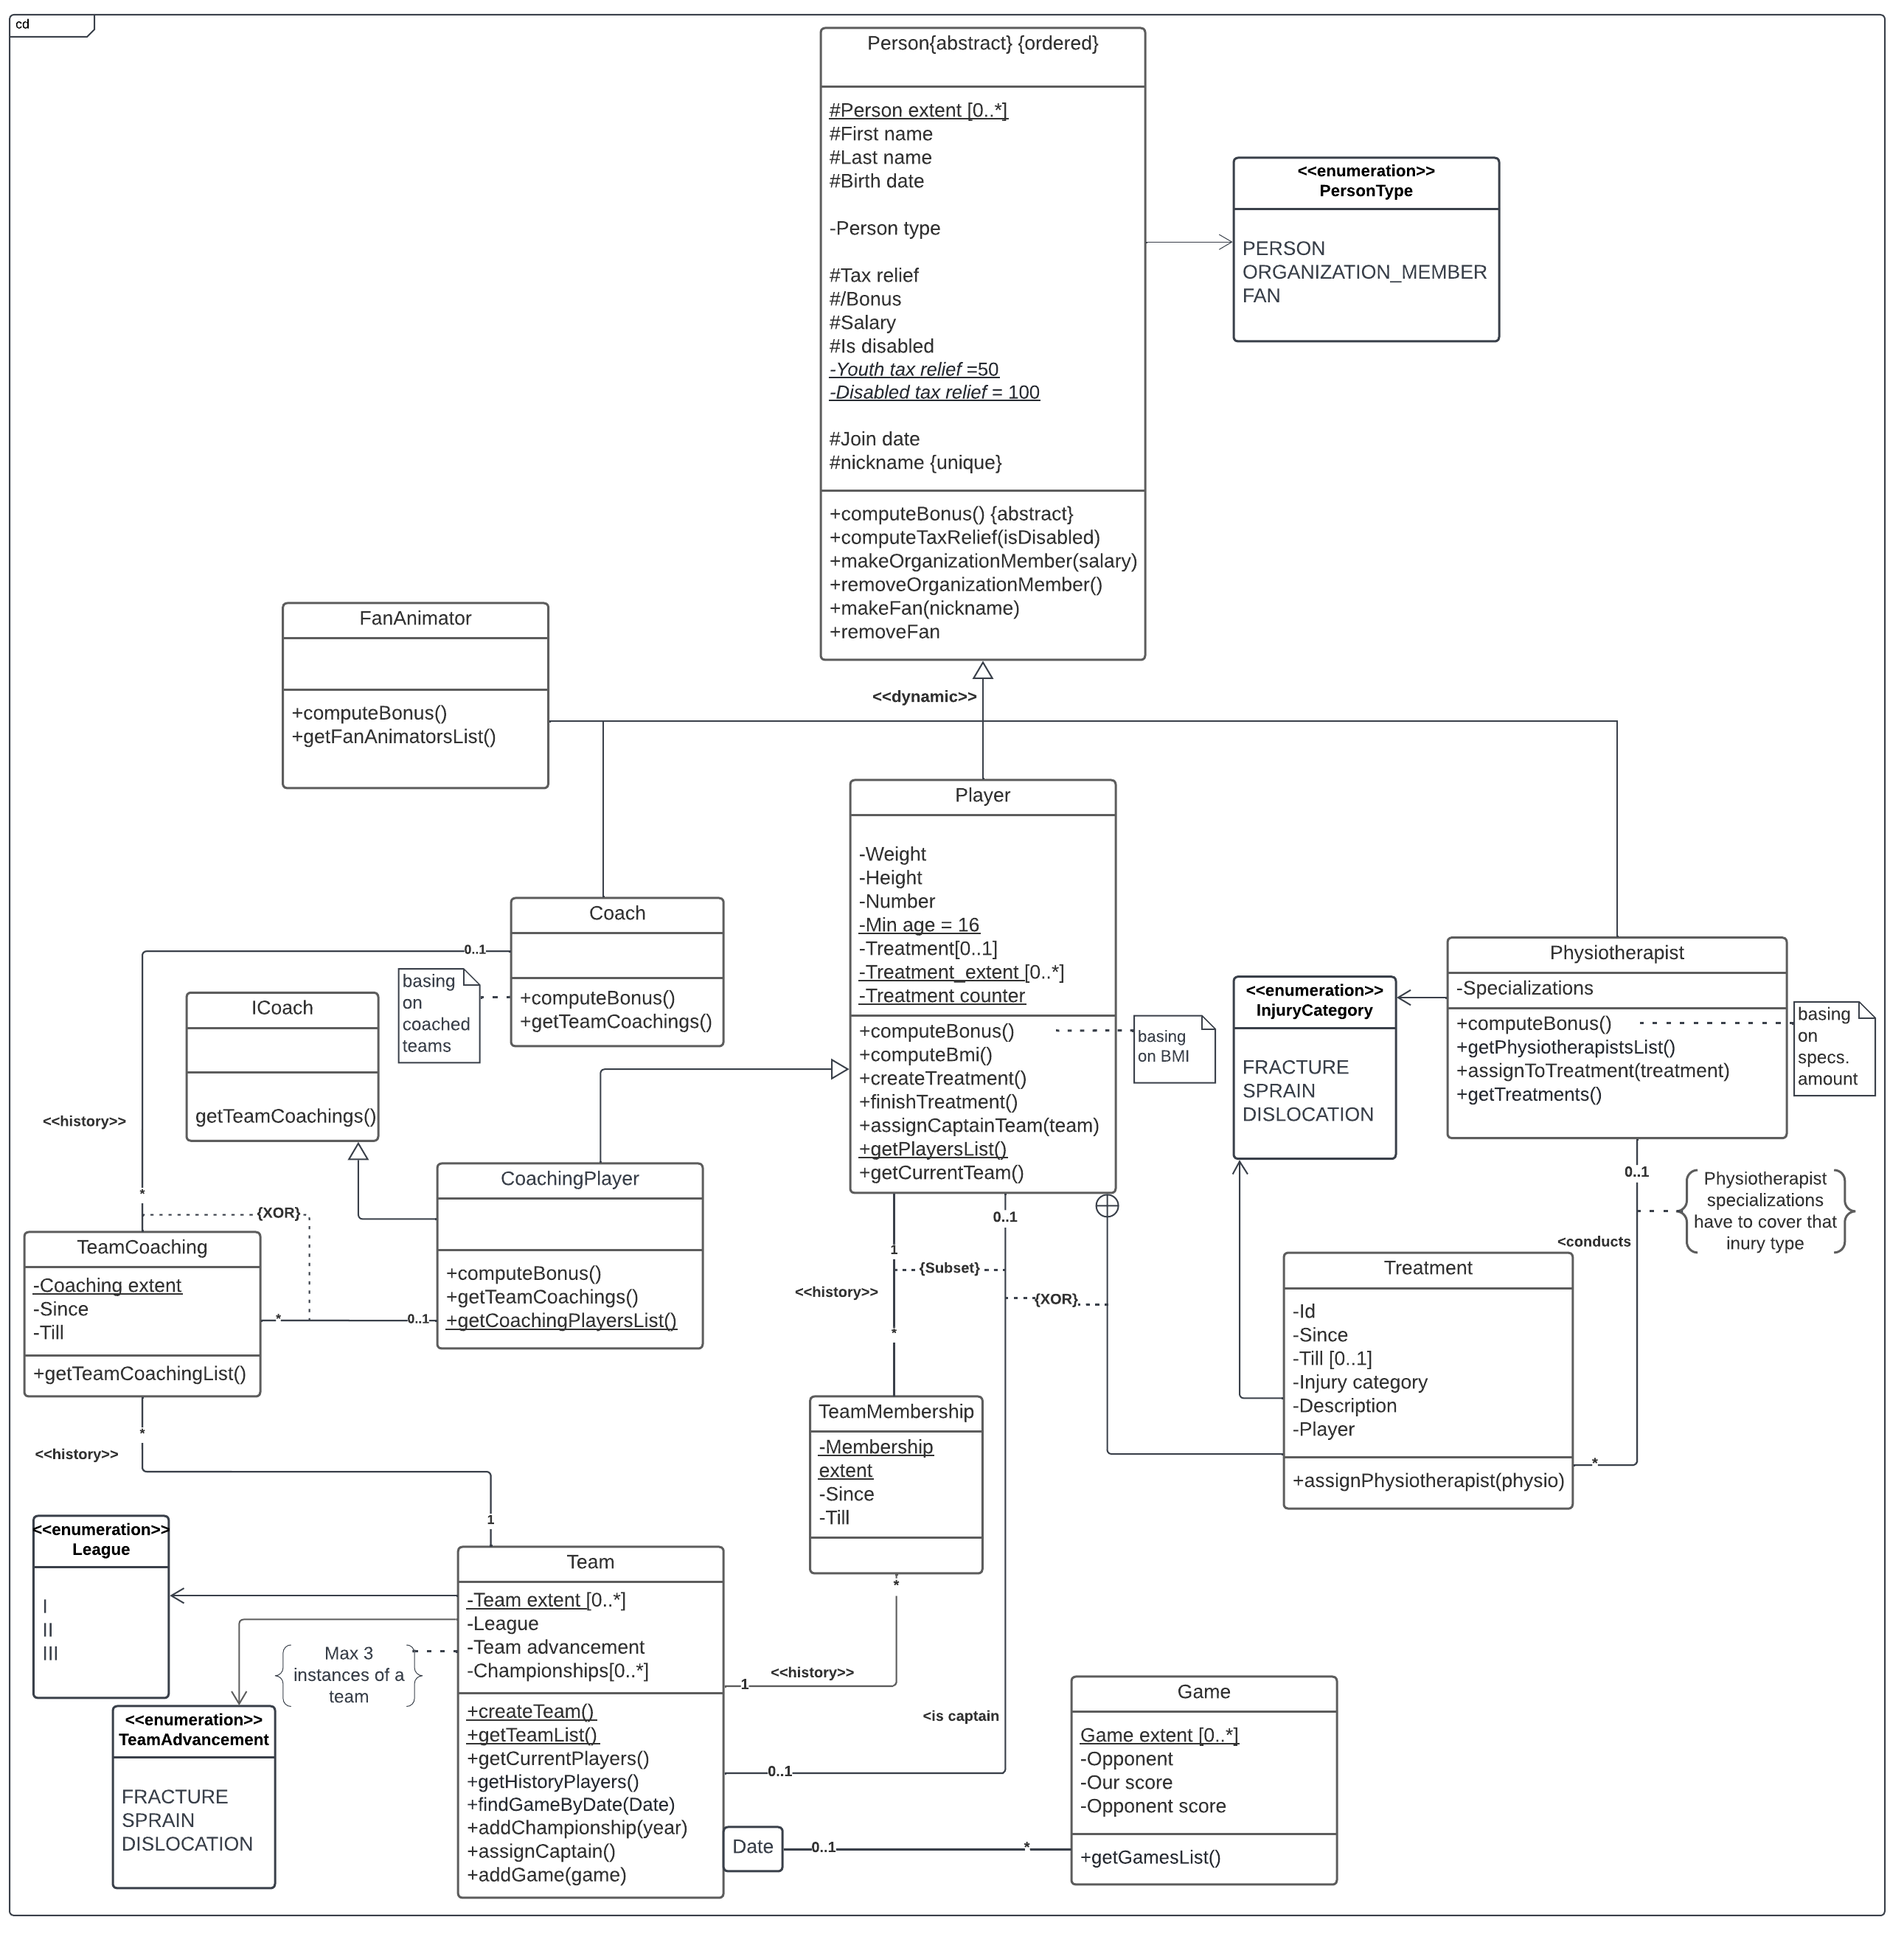 cd
Person{abstract} {ordered}
#Person extent [0..*]
#First name
#Last name
#Birth date
-Person type
#Tax relief
#/Bonus
#Salary
#Is disabled
-Youth tax relief =50
-Disabled tax relief = 100
#Join date
#nickname {unique}
+computeBonus() {abstract}
+computeTaxRelief(isDisabled)
+makeOrganizationMember(salary)
+removeOrganizationMember()
+makeFan(nickname)
+removeFan
<<enumeration>>
PersonType
PERSON
ORGANIZATION_MEMBER
FAN
<<dynamic>>
FanAnimator
+computeBonus()
+getFanAnimatorsList()
Player
-Weight
-Height
-Number
-Min age = 16
-Treatment[0..1]
-Treatment_extent [0..*]
-Treatment counter
+computeBonus()
+computeBmi()
+createTreatment()
+finishTreatment()
+assignCaptainTeam(team)
+getPlayersList()
+getCurrentTeam()
basing
on BMI
Coach
+computeBonus()
+getTeamCoachings()
0..1
basing
on
coached
teams
ICoach
getTeamCoachings()
<<history>>
*
{XOR}
CoachingPlayer
+computeBonus()
+getTeamCoachings()
+getCoachingPlayersList()
TeamCoaching
-Coaching extent
-Since
-Till
+getTeamCoachingList()
*
0..1
*
<<history>>
1
<<enumeration>>
InjuryCategory
FRACTURE
SPRAIN
DISLOCATION
Physiotherapist
-Specializations
+computeBonus()
+getPhysiotherapistsList()
+assignToTreatment(treatment)
+getTreatments()
basing
on
specs.
amount
0..1
Physiotherapist
specializations
have to cover that
inury type
<conducts
*
Treatment
-Id
-Since
-Till [0..1]
-Injury category
-Description
-Player
+assignPhysiotherapist(physio)
0..1
1
{Subset}
{XOR}
<<history>>
*
TeamMembership
-Membership
extent
-Since
-Till
*
<<history>>
1
<is captain
0..1
<<enumeration>>
League
I
II
III
<<enumeration>>
TeamAdvancement
FRACTURE
SPRAIN
DISLOCATION
Max 3
instances of a
team
Team
-Team extent [0..*]
-League
-Team advancement
-Championships[0..*]
+createTeam()
+getTeamList()
+getCurrentPlayers()
+getHistoryPlayers()
+findGameByDate(Date)
+addChampionship(year)
+assignCaptain()
+addGame(game)
Date
0..1
*
Game
Game extent [0..*]
-Opponent
-Our score
-Opponent score
+getGamesList()